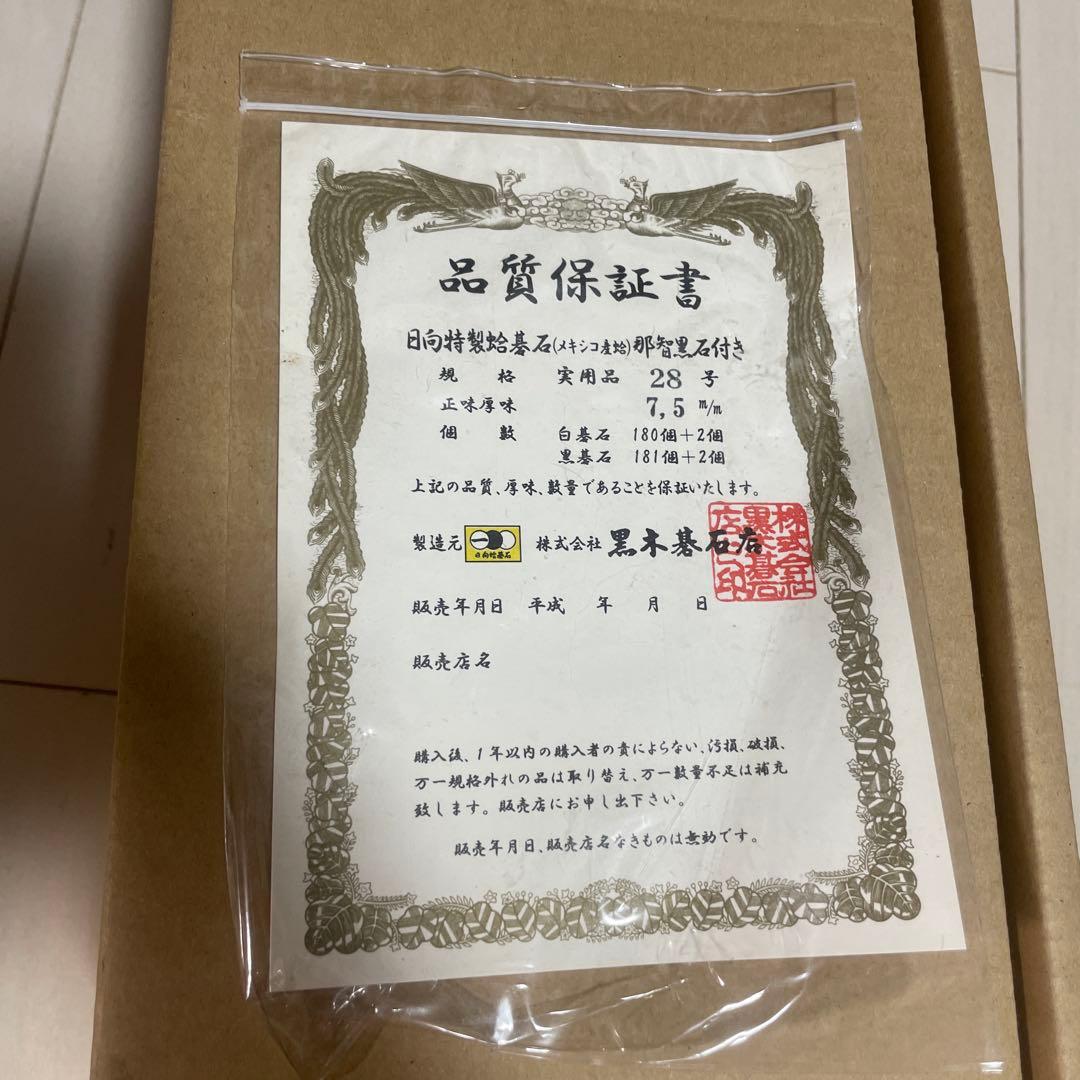 品質保証書
日向特製蛤碁石(メキシコ産蛤)那智黒石付き
規 格 実用品 28 号
正味厚味 7,5 m/m
個 数 白碁石 180個+2個
黒碁石 181個+2個
上記の品質、厚味、数量であることを保証いたします。
製造元 日向蛤碁石 株式会社 黒木碁石店
株式会社黒木碁石店之印
販売年月日 平成 年 月 日
販売店名
購入後、1年以内の購入者の責によらない、汚損、破損、
万一規格外れの品は取り替え、万一数量不足は補充
致します。販売店にお申し出下さい。
販売年月日、販売店名なきものは無効です。